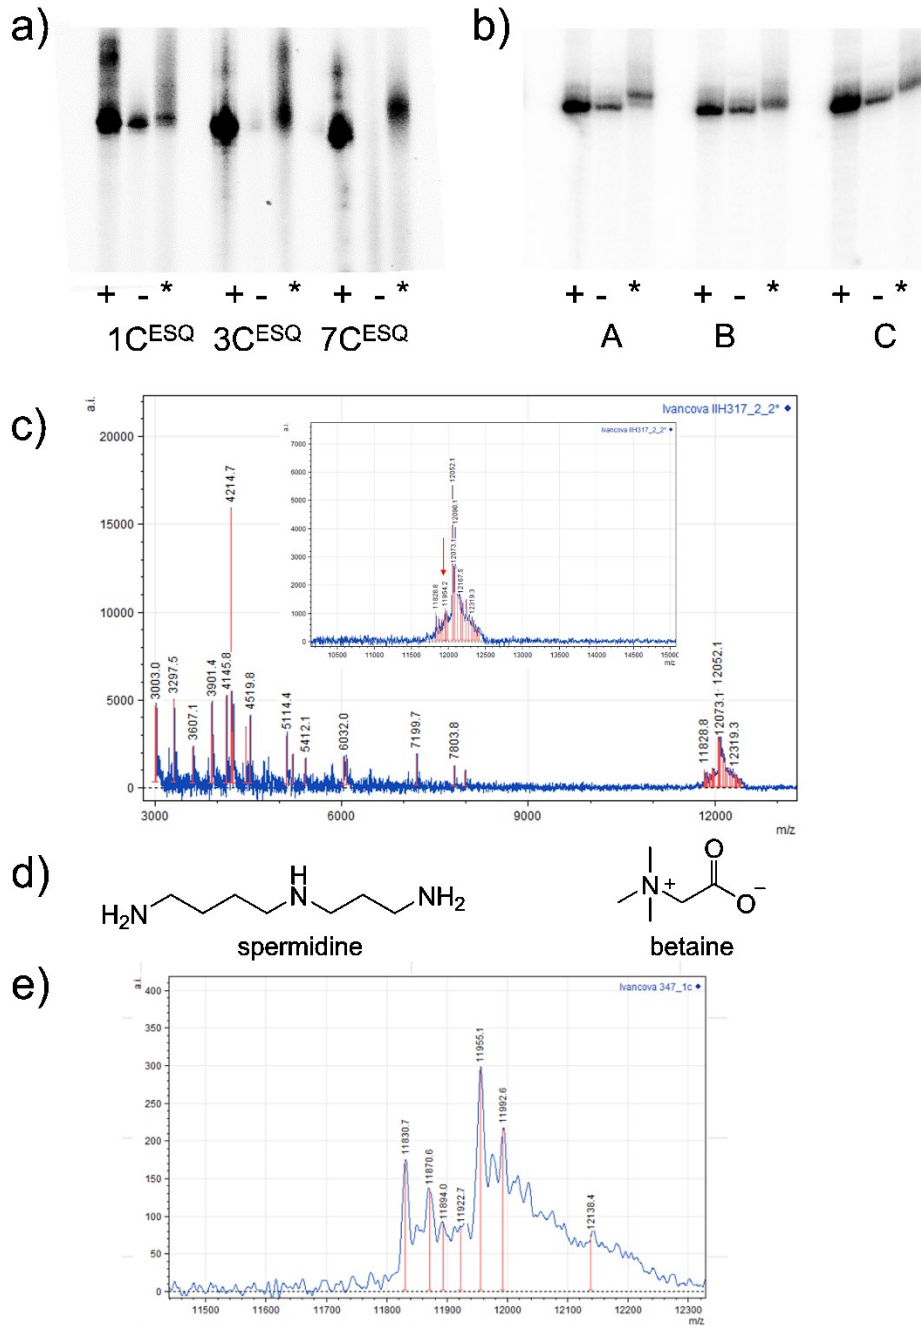 a)
b)
+ - * + - * + - *
1CESQ 3CESQ 7CESQ
+ - * + - * +
A B C
c)
a.i.
Ivancova IIH317_2_2*
20000
15000
10000
5000
0
3003.0
3297.5
3607.1
3901.4
4145.8
4214.7
4519.8
5114.4
5412.1
6032.0
7199.7
7803.8
11828.8
12073.1
12052.1
12319.3
3000 6000 9000 12000
m/z
a.i.
Ivancova IIH317_2_2*
7000
6000
5000
4000
3000
2000
1000
0
11828.8
11954.2
12052.1
12073.1
12090.1
12167.5
12319.3
10500 11000 11500 12000 12500 13000 13500 14000 14500 15000
m/z
d)
H2N
H
N
NH2
spermidine
N+
O
O−
betaine
e)
a.i.
Ivancova 347_1c
400
350
300
250
200
150
100
50
0
11830.7
11870.6
11894.0
11922.7
11955.1
11992.6
12138.4
11500 11600 11700 11800 11900 12000 12100 12200 12300
m/z